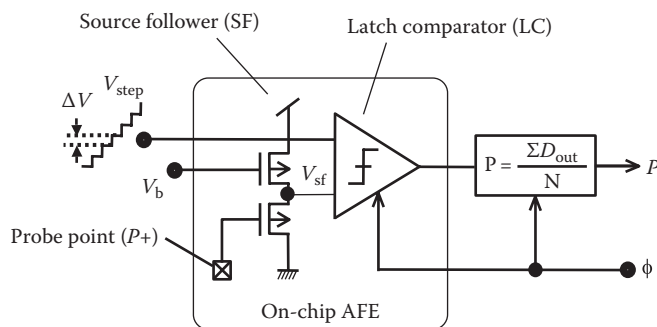 Source follower (SF)
Latch comparator (LC)
ΔV
V_step
V_b
V_sf
P = ΣD_out / N
P
Probe point (P+)
ϕ
On-chip AFE